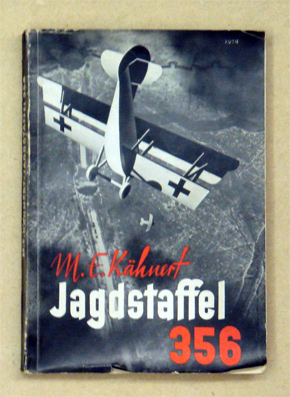 M. E. Kähnert
Jagdstaffel
356